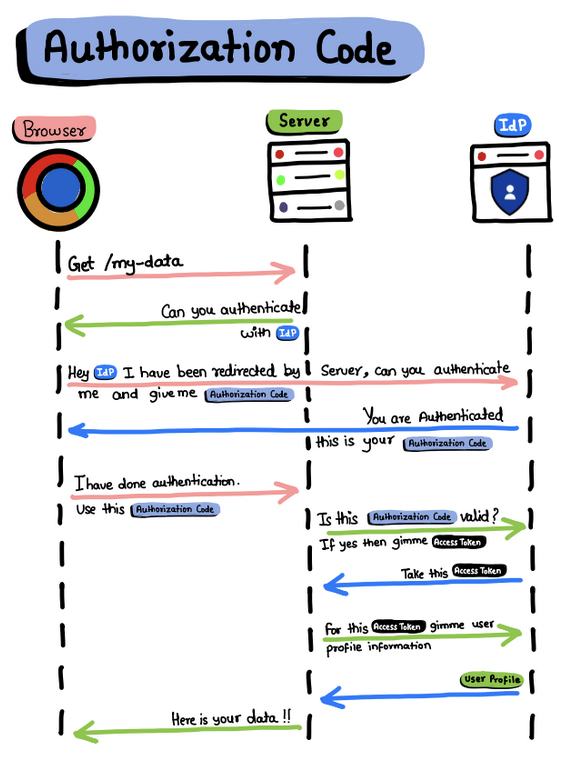 Authorization Code
Browser
Server
IdP
Get /my-data
Can you authenticate
with IdP
Hey IdP I have been redirected by Server, can you authenticate
me and give me Authorization Code
You are Authenticated
this is your Authorization Code
I have done authentication.
Use this Authorization Code
Is this Authorization Code valid?
If yes then gimme Access Token
Take this Access Token
For this Access Token gimme user
profile information
User Profile
Here is your data !!